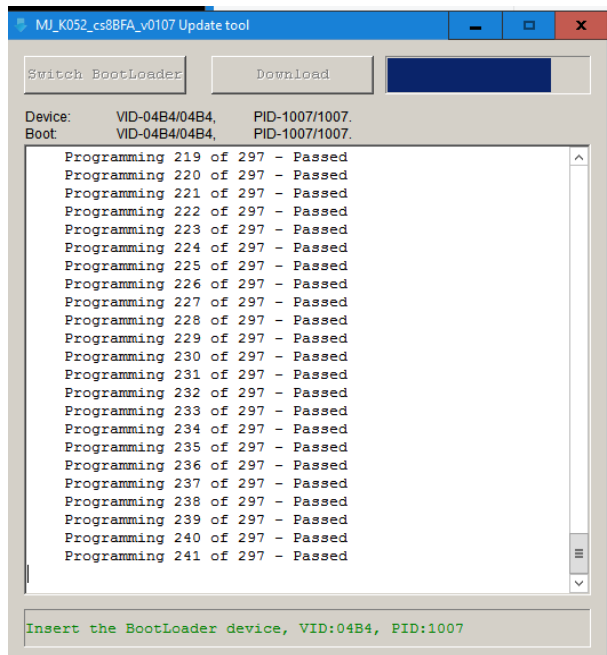 MJ_K052_cs8BFA_v0107 Update tool
Switch BootLoader Download
Device: VID-04B4/04B4, PID-1007/1007.
Boot: VID-04B4/04B4, PID-1007/1007.
Programming 219 of 297 - Passed
Programming 220 of 297 - Passed
Programming 221 of 297 - Passed
Programming 222 of 297 - Passed
Programming 223 of 297 - Passed
Programming 224 of 297 - Passed
Programming 225 of 297 - Passed
Programming 226 of 297 - Passed
Programming 227 of 297 - Passed
Programming 228 of 297 - Passed
Programming 229 of 297 - Passed
Programming 230 of 297 - Passed
Programming 231 of 297 - Passed
Programming 232 of 297 - Passed
Programming 233 of 297 - Passed
Programming 234 of 297 - Passed
Programming 235 of 297 - Passed
Programming 236 of 297 - Passed
Programming 237 of 297 - Passed
Programming 238 of 297 - Passed
Programming 239 of 297 - Passed
Programming 240 of 297 - Passed
Programming 241 of 297 - Passed
Insert the BootLoader device, VID:04B4, PID:1007